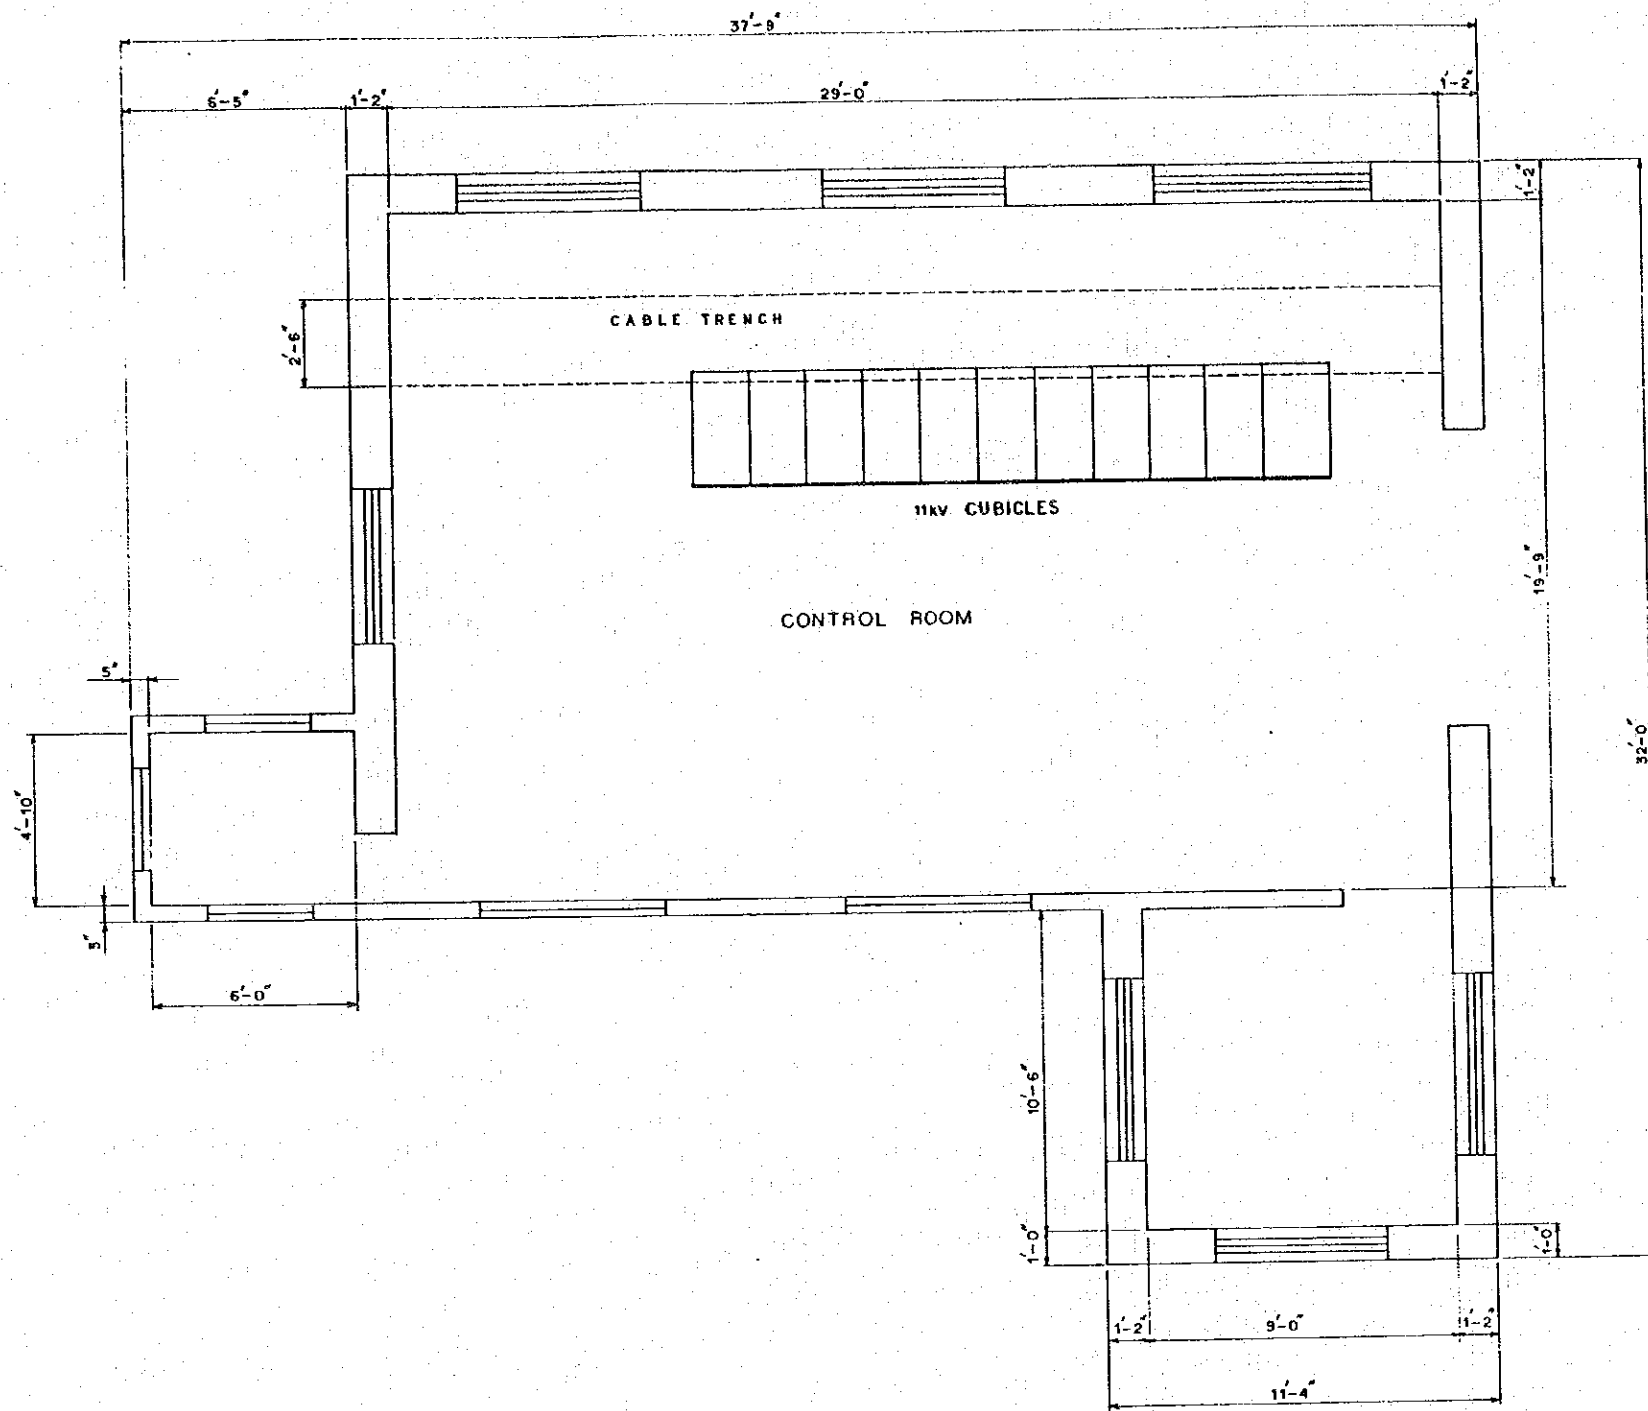 37'-9"
6'-5" 1'-2" 29'-0" 1'-2"
1'-2"
2'-6"
CABLE TRENCH
11KV CUBICLES
19'-9"
CONTROL ROOM
5"
32'-0"
4'-10"
5"
6'-0"
10'-6"
1'-0"
1'-0"
1'-2" 9'-0" 1'-2"
11'-4"